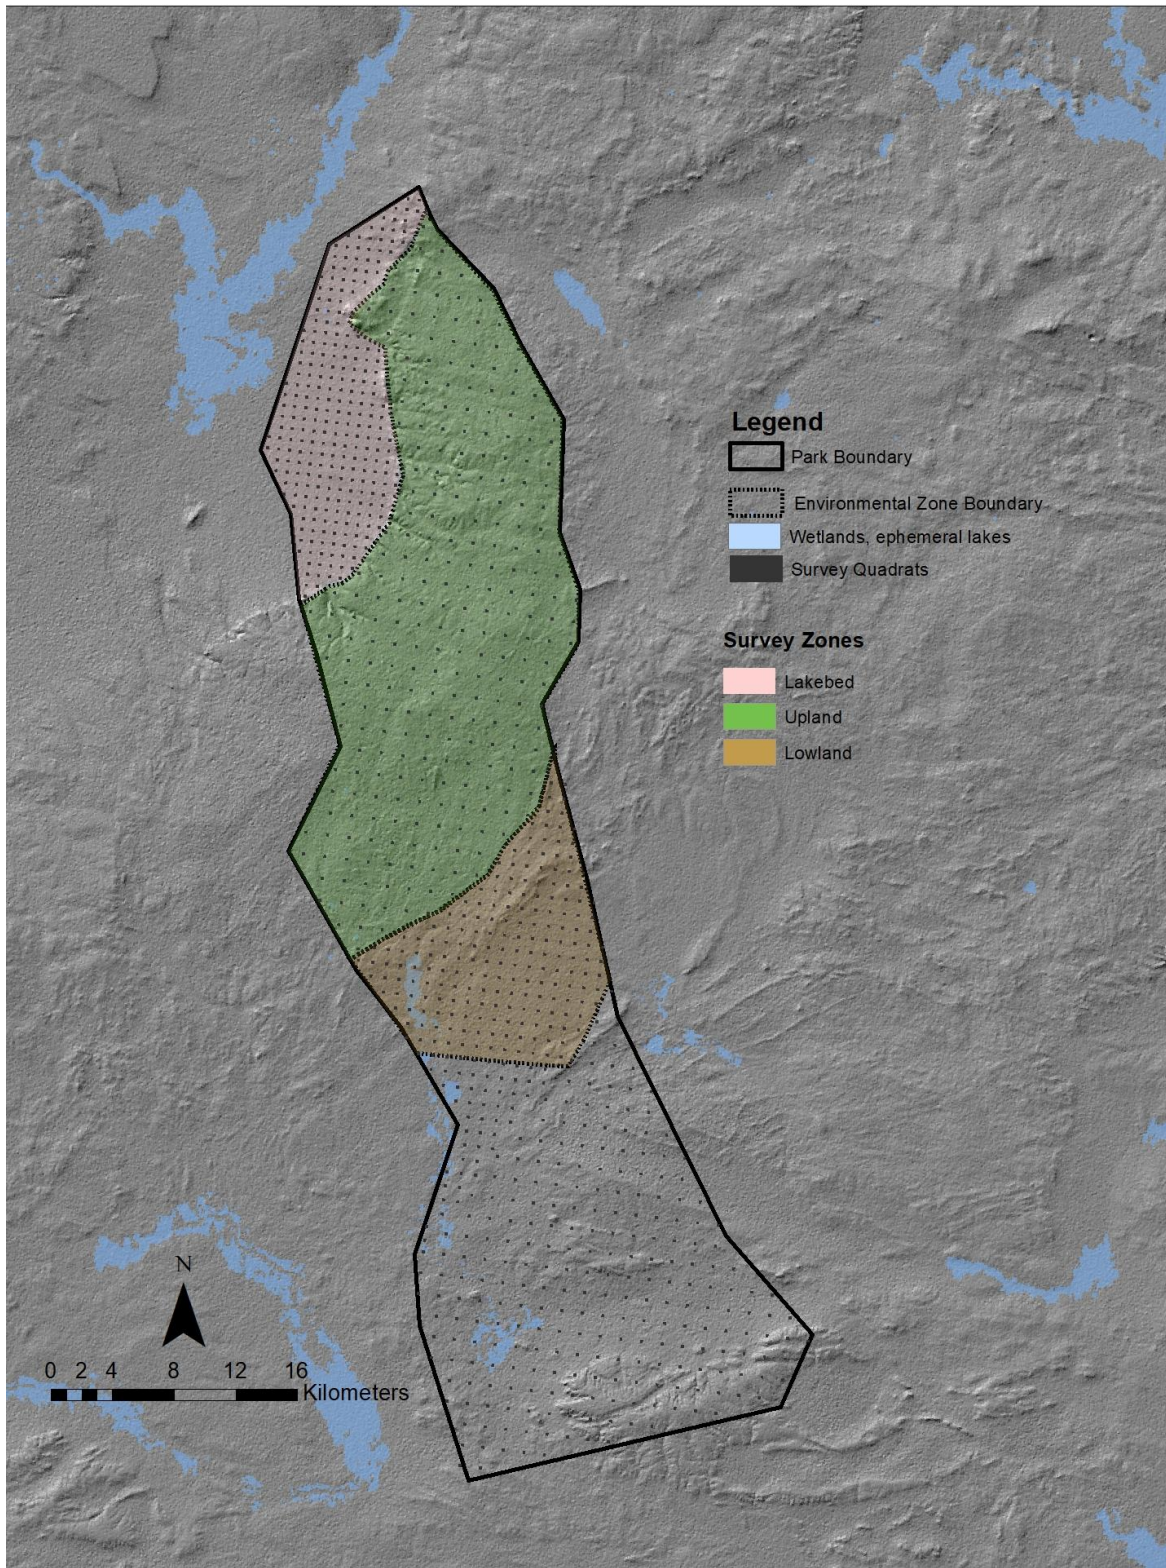 Legend
Park Boundary
Environmental Zone Boundary
Wetlands, ephemeral lakes
Survey Quadrats
Survey Zones
Lakebed
Upland
Lowland
N
0 2 4 8 12 16
Kilometers